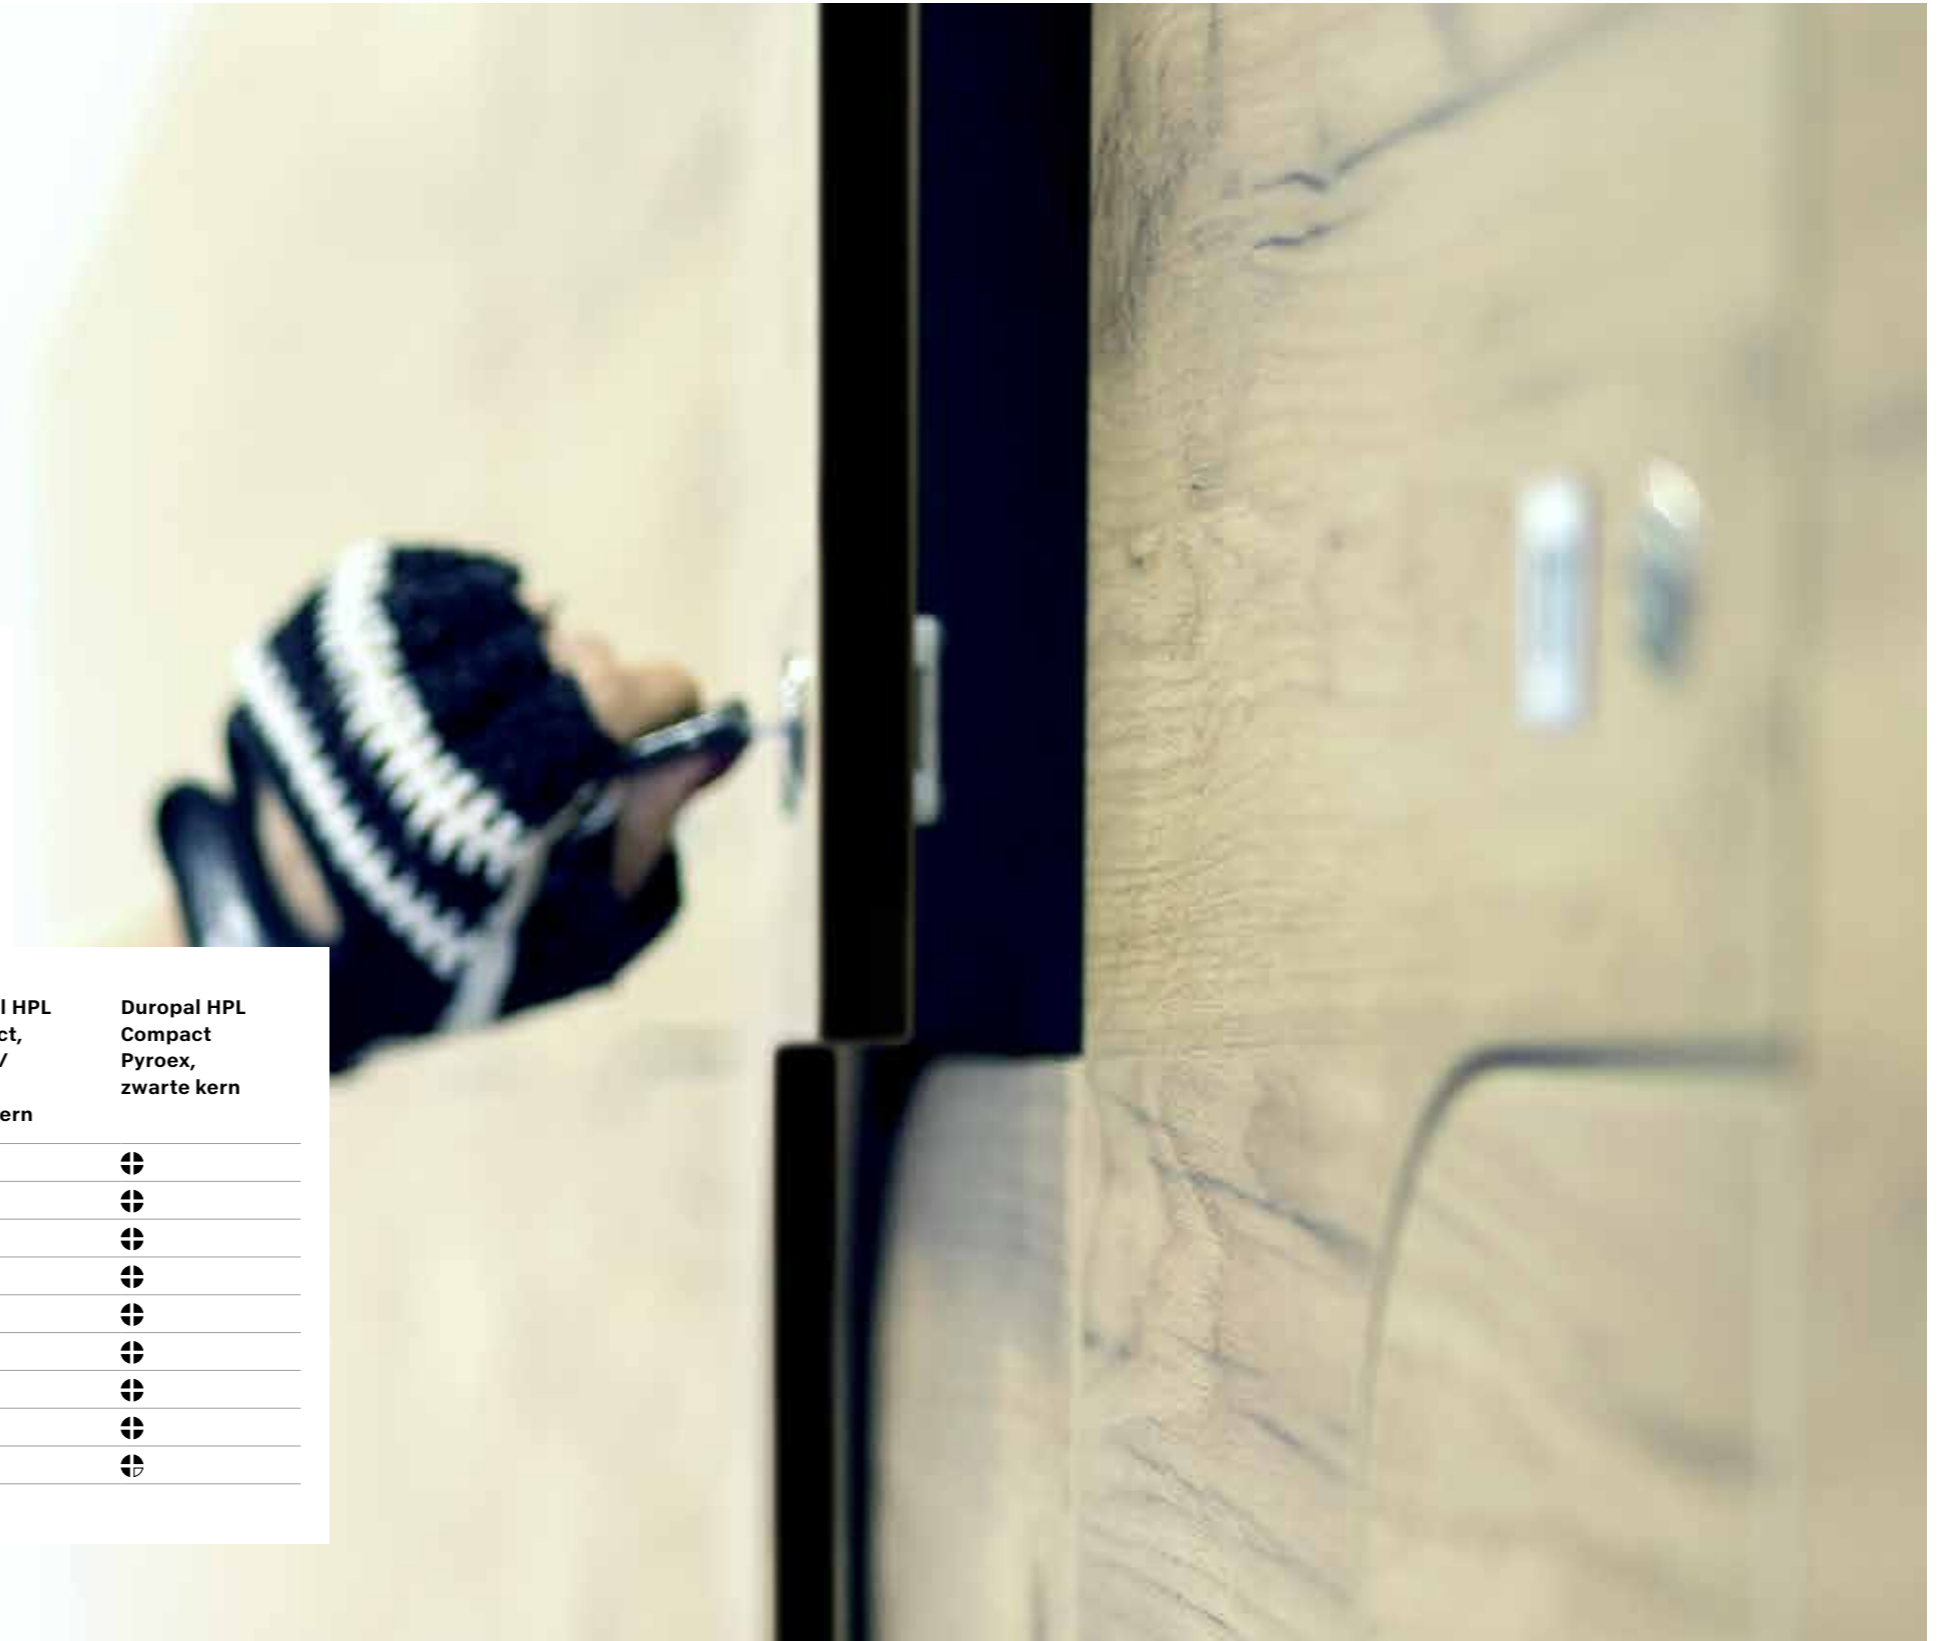 l HPL
ct,
/
ern
Duropal HPL
Compact
Pyroex,
zwarte kern